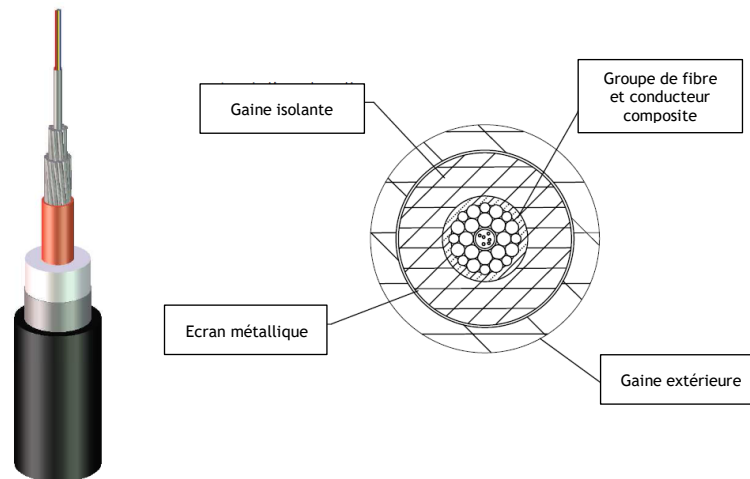 Gaine isolante
Groupe de fibre
et conducteur
composite
Ecran métallique
Gaine extérieure